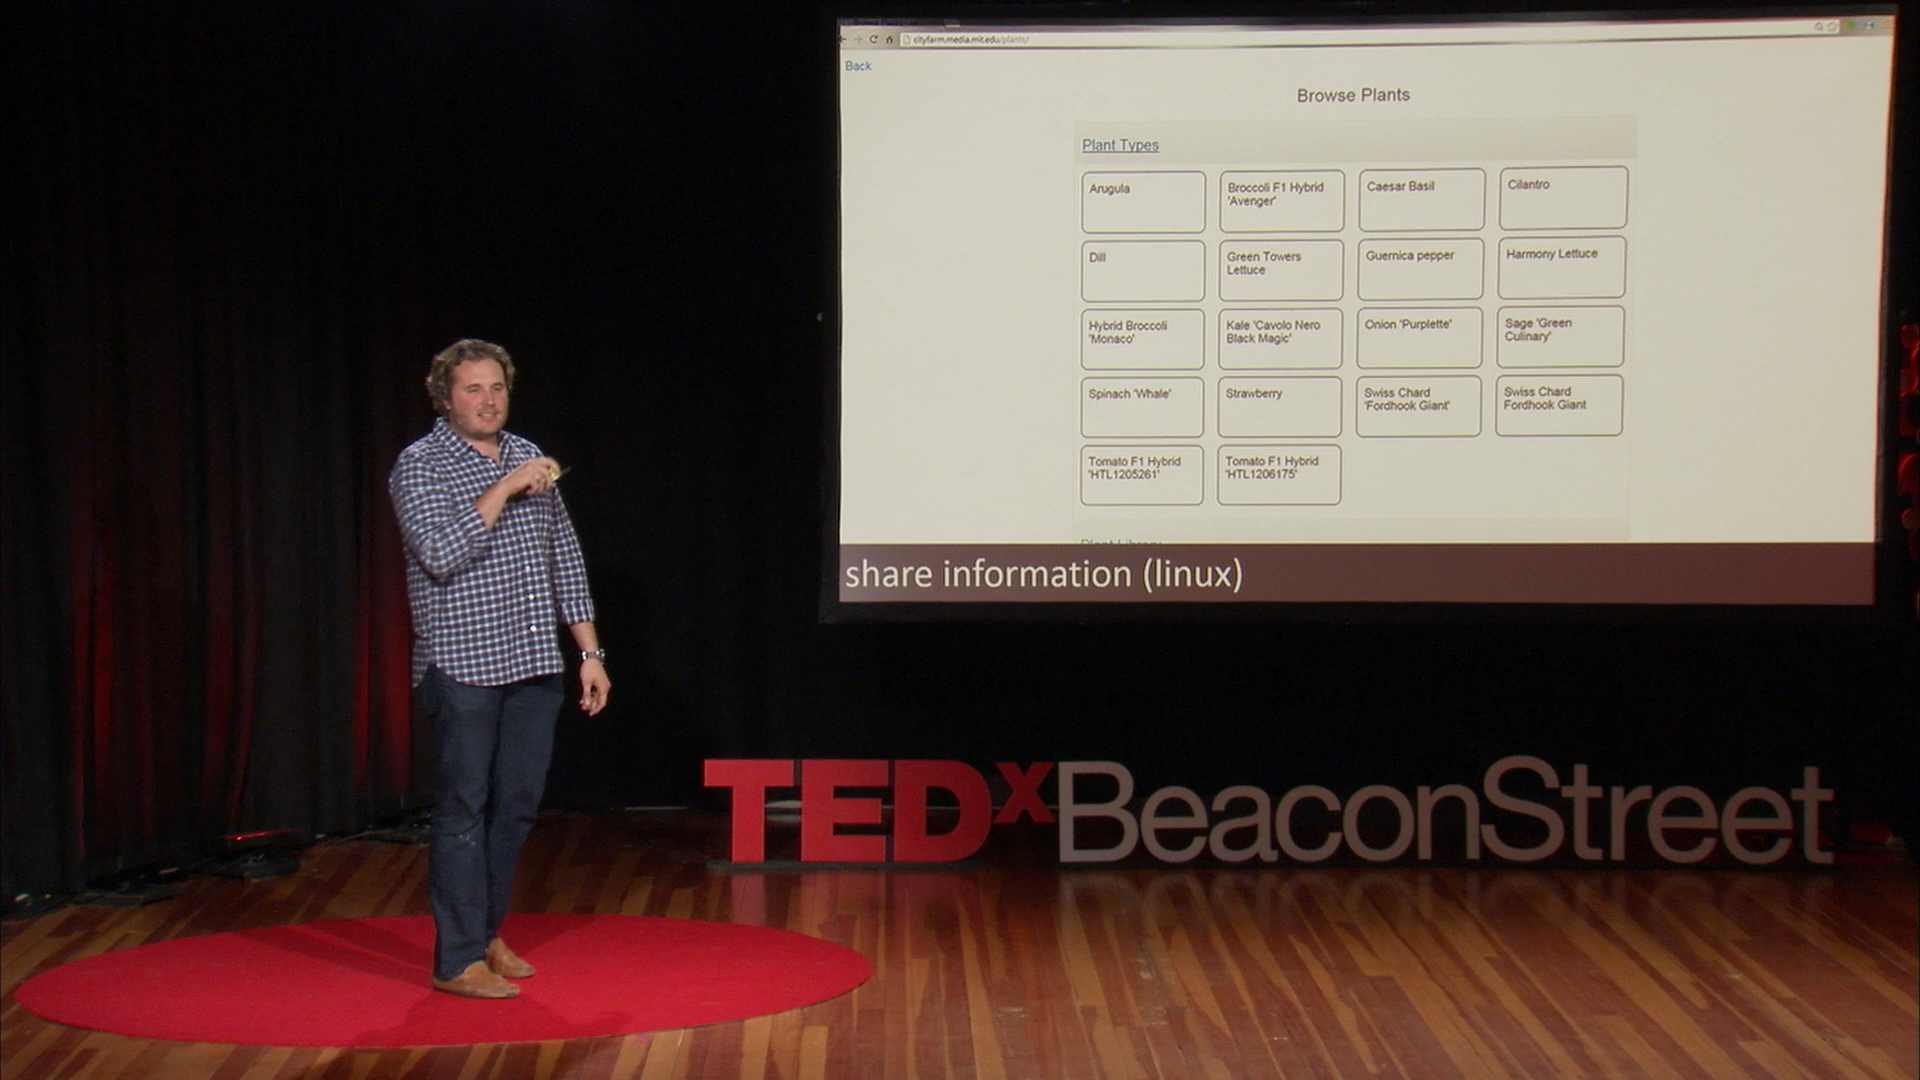 cityfarm.media.mit.edu/plants/
Back
Browse Plants
Plant Types
Arugula
Broccoli F1 Hybrid
'Avenger'
Caesar Basil
Cilantro
Dill
Green Towers
Lettuce
Guernica pepper
Harmony Lettuce
Hybrid Broccoli
'Monaco'
Kale 'Cavolo Nero
Black Magic'
Onion 'Purplette'
Sage 'Green
Culinary'
Spinach 'Whale'
Strawberry
Swiss Chard
'Fordhook Giant'
Swiss Chard
Fordhook Giant
Tomato F1 Hybrid
'HTL1205261'
Tomato F1 Hybrid
'HTL1206175'
Plant Library
share information (linux)
TEDxBeaconStreet